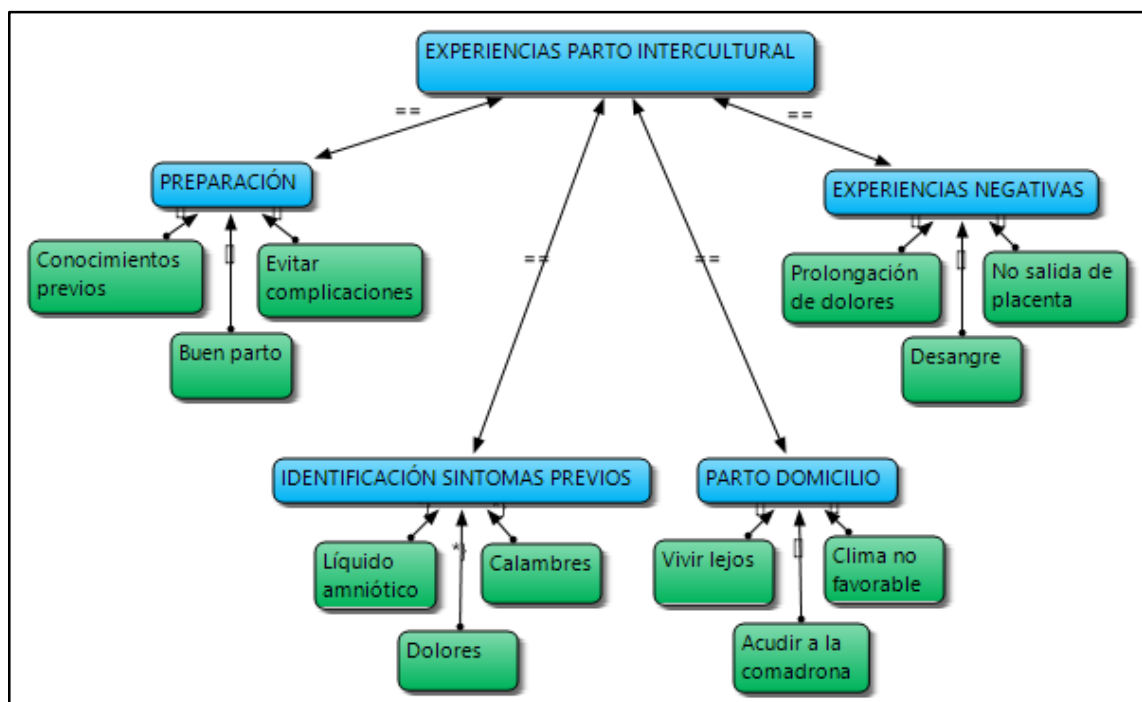 EXPERIENCIAS PARTO INTERCULTURAL
==
==
==
==
PREPARACIÓN
Conocimientos
previos
Buen parto
Evitar
complicaciones
EXPERIENCIAS NEGATIVAS
Prolongación
de dolores
Desangre
No salida de
placenta
IDENTIFICACIÓN SINTOMAS PREVIOS
Líquido
amniótico
*}
Dolores
Calambres
PARTO DOMICILIO
Vivir lejos
Acudir a la
comadrona
Clima no
favorable